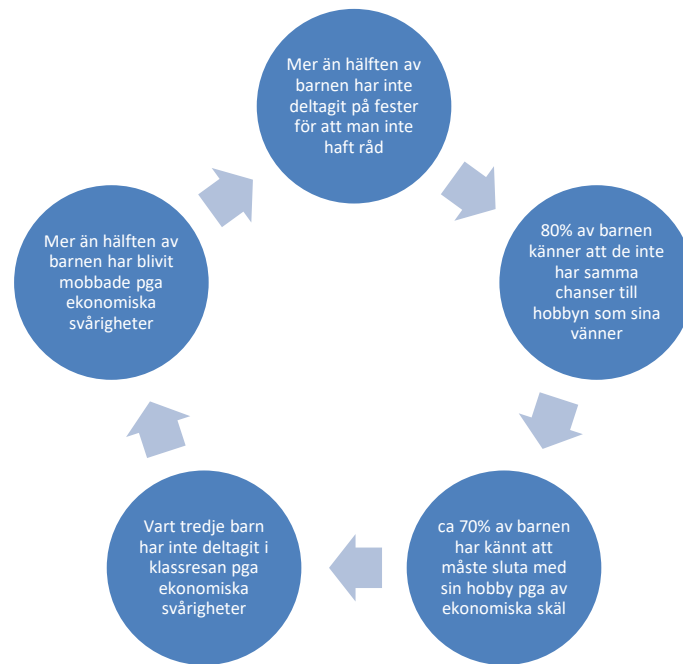 Mer än hälften av
barnen har inte
deltagit på fester
för att man inte
haft råd
80% av barnen
känner att de inte
har samma
chanser till
hobbyn som sina
vänner
ca 70% av barnen
har kännt att
måste sluta med
sin hobby pga av
ekonomiska skäl
Vart tredje barn
har inte deltagit i
klassresan pga
ekonomiska
svårigheter
Mer än hälften av
barnen har blivit
mobbade pga
ekonomiska
svårigheter